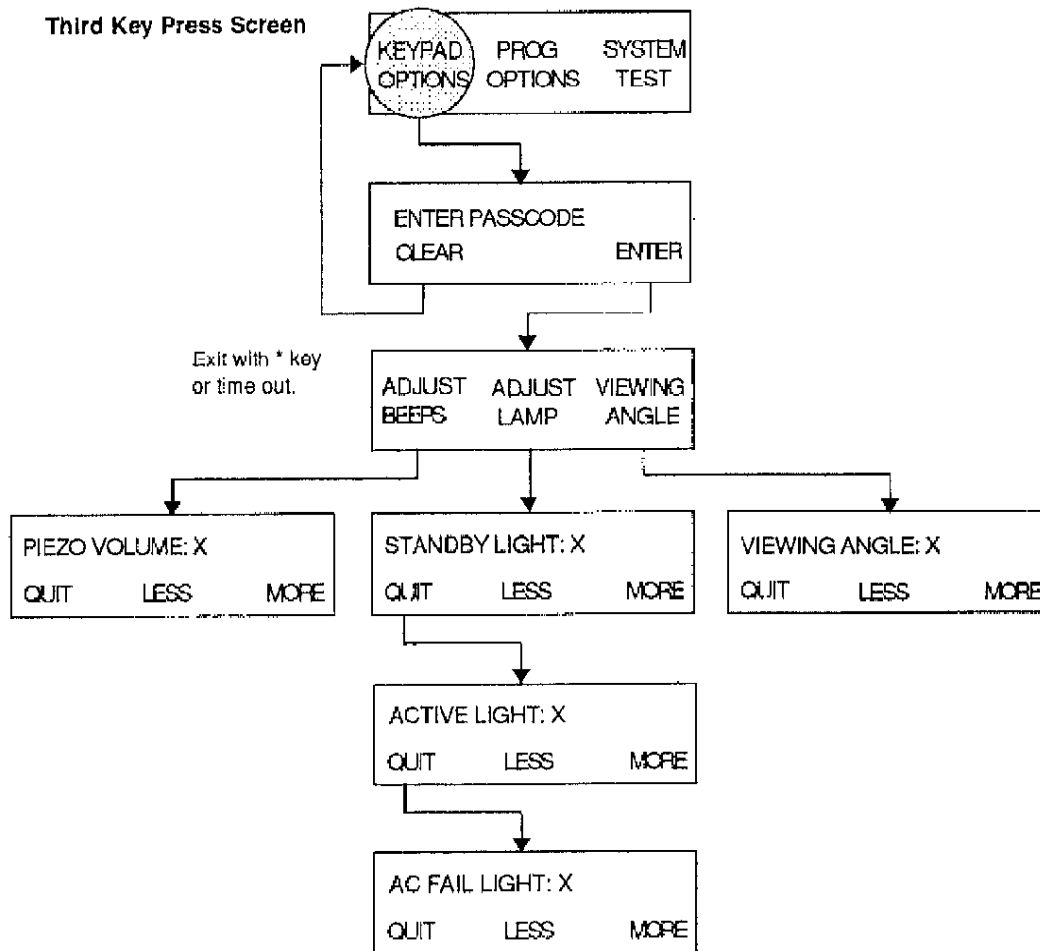 Third Key Press Screen
KEYPAD PROG SYSTEM
OPTIONS OPTIONS TEST
ENTER PASSCODE
CLEAR ENTER
Exit with * key
or time out.
ADJUST ADJUST VIEWING
BEEPS LAMP ANGLE
PIEZO VOLUME: X
QUIT LESS MORE
STANDBY LIGHT: X
QUIT LESS MORE
VIEWING ANGLE: X
QUIT LESS MORE
ACTIVE LIGHT: X
QUIT LESS MORE
AC FAIL LIGHT: X
QUIT LESS MORE